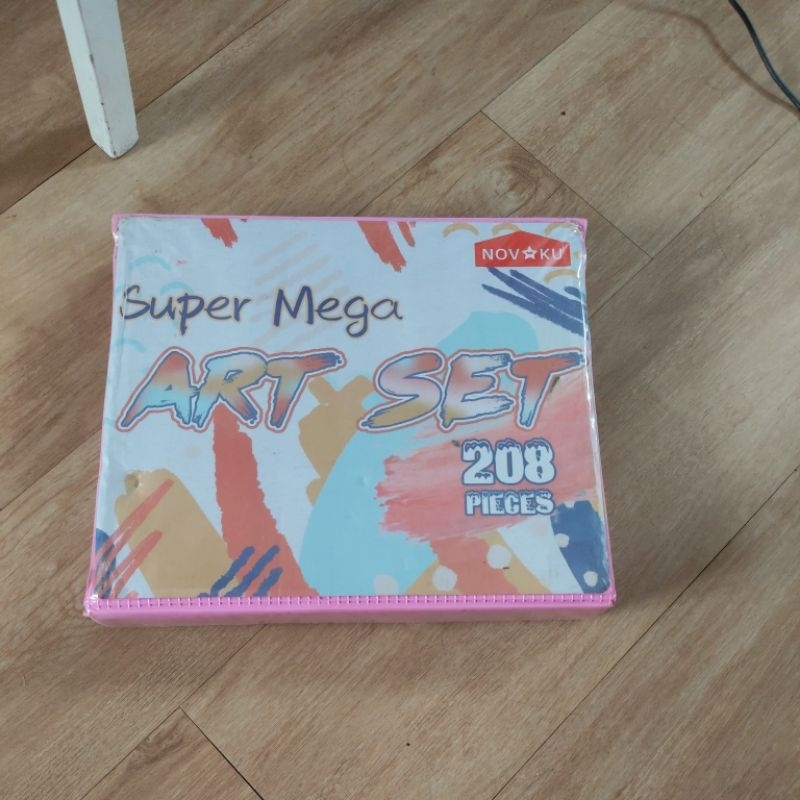 NOV☆KU
Super Mega
ART SET
208
PIECES